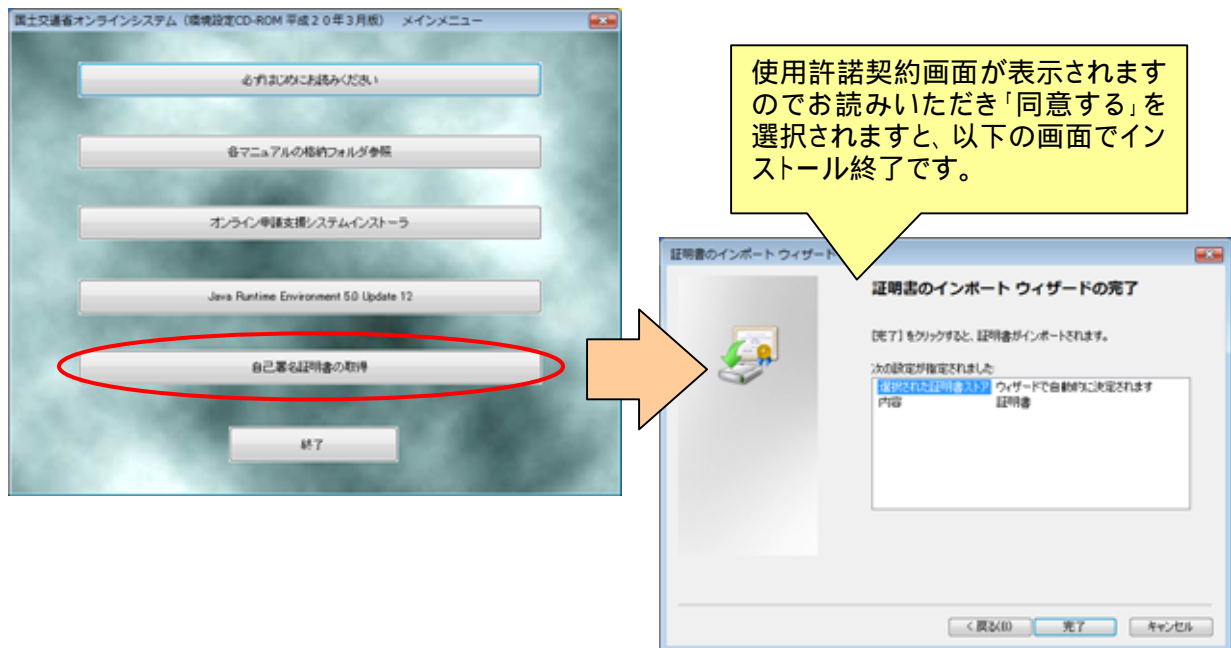 国土交通省オンラインシステム（環境設定CD-ROM 平成２０年３月版）　メインメニュー
必ずはじめにお読みください
各マニュアルの格納フォルダ参照
オンライン申請支援システムインストーラ
Java Runtime Environment 5.0 Update 12
自己署名証明書の取得
終了
使用許諾契約画面が表示されます
のでお読みいただき「同意する」を
選択されますと、以下の画面でイン
ストール終了です。
証明書のインポート ウィザード
証明書のインポート ウィザードの完了
[完了] をクリックすると、証明書がインポートされます。
次の設定が指定されました:
選択された証明書ストア ウィザードで自動的に決定されます
内容 証明書
< 戻る(B) 完了 キャンセル